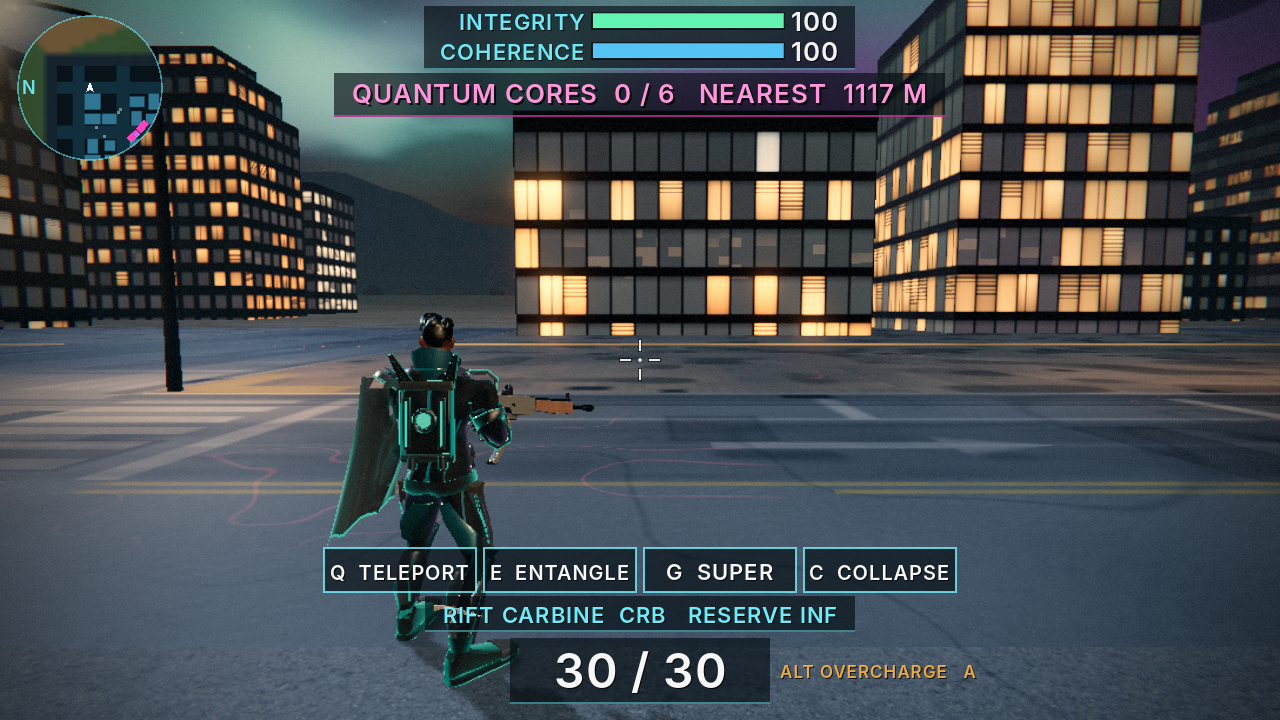 INTEGRITY 100
COHERENCE 100
QUANTUM CORES 0 / 6 NEAREST 1117 M
N
Q TELEPORT E ENTANGLE G SUPER C COLLAPSE
RIFT CARBINE CRB RESERVE INF
30 / 30
ALT OVERCHARGE A